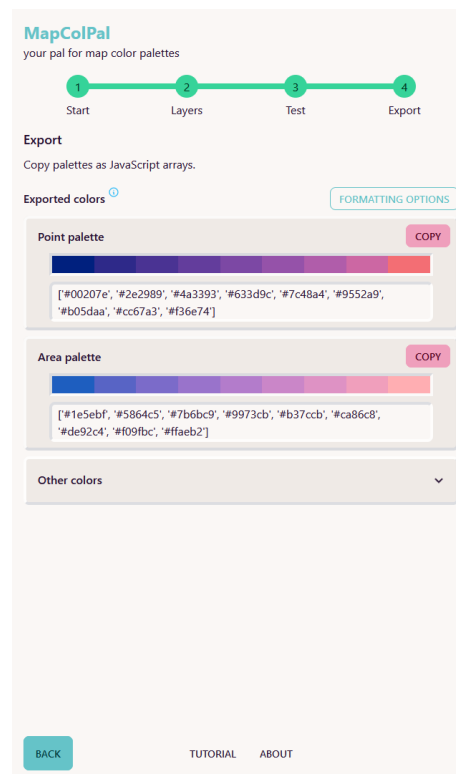 MapColPal
your pal for map color palettes
1 2 3 4
Start Layers Test Export
Export
Copy palettes as JavaScript arrays.
Exported colors
FORMATTING OPTIONS
Point palette
COPY
['#00207e', '#2e2989', '#4a3393', '#633d9c', '#7c48a4', '#9552a9',
'#b05daa', '#cc67a3', '#f36e74']
Area palette
COPY
['#1e5ebf', '#5864c5', '#7b6bc9', '#9973cb', '#b37ccb', '#ca86c8',
'#de92c4', '#f09fbc', '#ffaeb2']
Other colors
BACK
TUTORIAL ABOUT